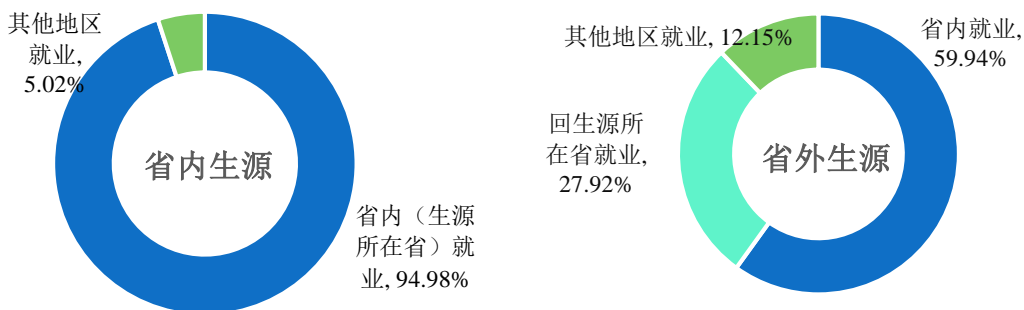 其他地区
就业,
5.02%
省内生源
省内（生源
所在省）就
业, 94.98%
其他地区就业, 12.15%
省内就业,
59.94%
回生源所
在省就业,
27.92%
省外生源